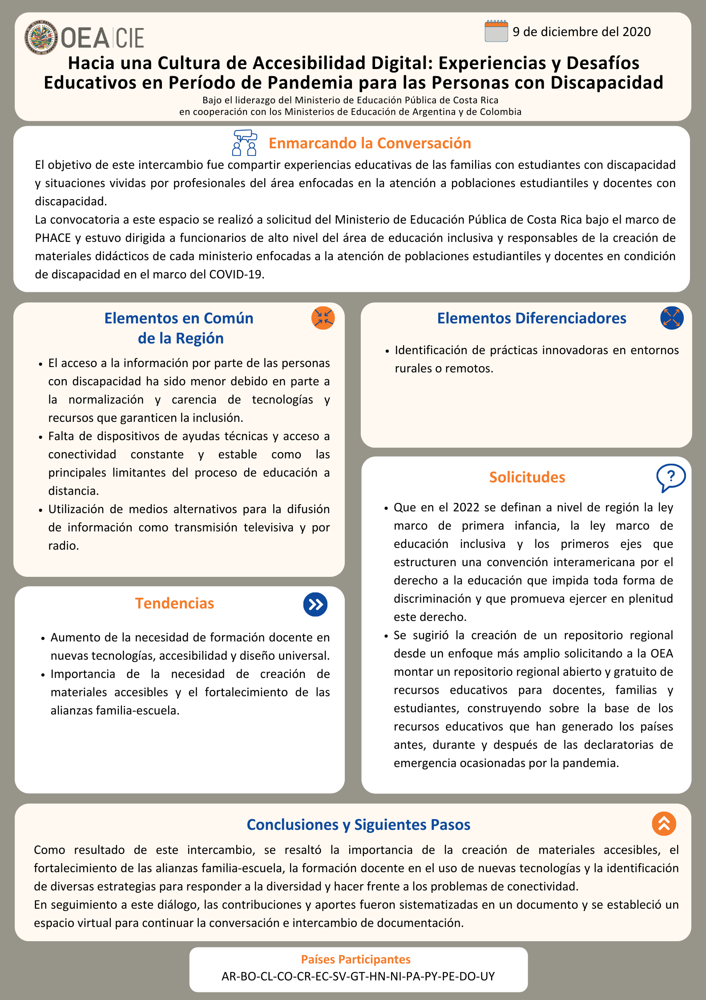 ORGANIZACION DE LOS ESTADOS AMERICANOS
OEA|CIE
9 de diciembre del 2020
Hacia una Cultura de Accesibilidad Digital: Experiencias y Desafíos
Educativos en Período de Pandemia para las Personas con Discapacidad
Bajo el liderazgo del Ministerio de Educación Pública de Costa Rica
en cooperación con los Ministerios de Educación de Argentina y de Colombia
Enmarcando la Conversación
El objetivo de este intercambio fue compartir experiencias educativas de las familias con estudiantes con discapacidad
y situaciones vividas por profesionales del área enfocadas en la atención a poblaciones estudiantiles y docentes con
discapacidad.
La convocatoria a este espacio se realizó a solicitud del Ministerio de Educación Pública de Costa Rica bajo el marco de
PHACE y estuvo dirigida a funcionarios de alto nivel del área de educación inclusiva y responsables de la creación de
materiales didácticos de cada ministerio enfocadas a la atención de poblaciones estudiantiles y docentes en condición
de discapacidad en el marco del COVID-19.
Elementos en Común
de la Región
• El acceso a la información por parte de las personas
con discapacidad ha sido menor debido en parte a
la normalización y carencia de tecnologías y
recursos que garanticen la inclusión.
• Falta de dispositivos de ayudas técnicas y acceso a
conectividad constante y estable como las
principales limitantes del proceso de educación a
distancia.
• Utilización de medios alternativos para la difusión
de información como transmisión televisiva y por
radio.
Elementos Diferenciadores
• Identificación de prácticas innovadoras en entornos
rurales o remotos.
Tendencias
• Aumento de la necesidad de formación docente en
nuevas tecnologías, accesibilidad y diseño universal.
• Importancia de la necesidad de creación de
materiales accesibles y el fortalecimiento de las
alianzas familia-escuela.
Solicitudes
?
• Que en el 2022 se definan a nivel de región la ley
marco de primera infancia, la ley marco de
educación inclusiva y los primeros ejes que
estructuren una convención interamericana por el
derecho a la educación que impida toda forma de
discriminación y que promueva ejercer en plenitud
este derecho.
• Se sugirió la creación de un repositorio regional
desde un enfoque más amplio solicitando a la OEA
montar un repositorio regional abierto y gratuito de
recursos educativos para docentes, familias y
estudiantes, construyendo sobre la base de los
recursos educativos que han generado los países
antes, durante y después de las declaratorias de
emergencia ocasionadas por la pandemia.
Conclusiones y Siguientes Pasos
Como resultado de este intercambio, se resaltó la importancia de la creación de materiales accesibles, el
fortalecimiento de las alianzas familia-escuela, la formación docente en el uso de nuevas tecnologías y la identificación
de diversas estrategias para responder a la diversidad y hacer frente a los problemas de conectividad.
En seguimiento a este diálogo, las contribuciones y aportes fueron sistematizadas en un documento y se estableció un
espacio virtual para continuar la conversación e intercambio de documentación.
Países Participantes
AR-BO-CL-CO-CR-EC-SV-GT-HN-NI-PA-PY-PE-DO-UY